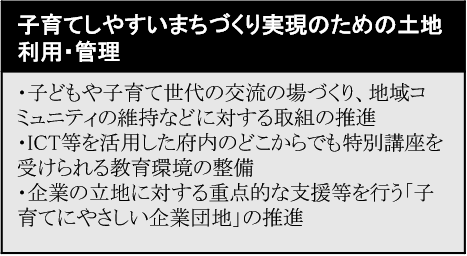 子育てしやすいまちづくり実現のための土地
利用・管理
・子どもや子育て世代の交流の場づくり、地域コ
ミュニティの維持などに対する取組の推進
・ICT等を活用した府内のどこからでも特別講座を
受けられる教育環境の整備
・企業の立地に対する重点的な支援等を行う「子
育てにやさしい企業団地」の推進